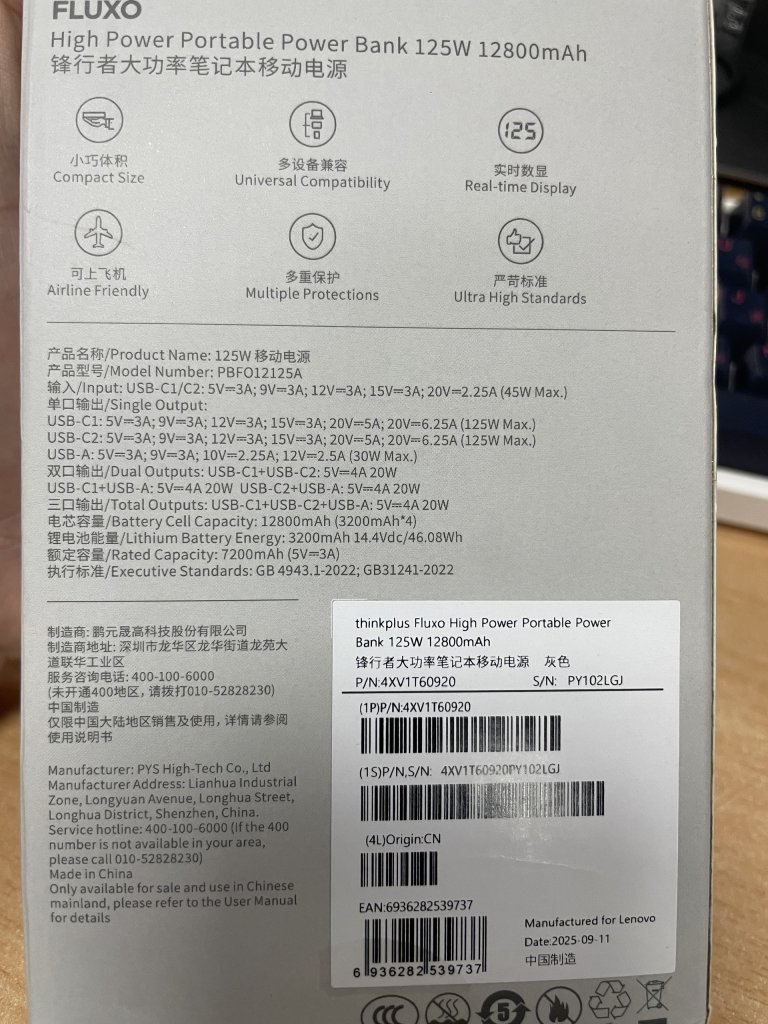 FLUXO
High Power Portable Power Bank 125W 12800mAh
锋行者大功率笔记本移动电源
125
小巧体积
Compact Size
多设备兼容
Universal Compatibility
实时数显
Real-time Display
可上飞机
Airline Friendly
多重保护
Multiple Protections
严苛标准
Ultra High Standards
产品名称/Product Name: 125W 移动电源
产品型号/Model Number: PBFO12125A
输入/Input: USB-C1/C2: 5V⎓3A; 9V⎓3A; 12V⎓3A; 15V⎓3A; 20V⎓2.25A (45W Max.)
单口输出/Single Output:
USB-C1: 5V⎓3A; 9V⎓3A; 12V⎓3A; 15V⎓3A; 20V⎓5A; 20V⎓6.25A (125W Max.)
USB-C2: 5V⎓3A; 9V⎓3A; 12V⎓3A; 15V⎓3A; 20V⎓5A; 20V⎓6.25A (125W Max.)
USB-A: 5V⎓3A; 9V⎓3A; 10V⎓2.25A; 12V⎓2.5A (30W Max.)
双口输出/Dual Outputs: USB-C1+USB-C2: 5V⎓4A 20W
USB-C1+USB-A: 5V⎓4A 20W USB-C2+USB-A: 5V⎓4A 20W
三口输出/Total Outputs: USB-C1+USB-C2+USB-A: 5V⎓4A 20W
电芯容量/Battery Cell Capacity: 12800mAh (3200mAh*4)
锂电池能量/Lithium Battery Energy: 3200mAh 14.4Vdc/46.08Wh
额定容量/Rated Capacity: 7200mAh (5V⎓3A)
执行标准/Executive Standards: GB 4943.1-2022; GB31241-2022
制造商: 鹏元晟高科技股份有限公司
制造商地址: 深圳市龙华区龙华街道龙苑大
道联华工业区
服务咨询电话: 400-100-6000
(未开通400地区, 请拨打010-52828230)
中国制造
仅限中国大陆地区销售及使用, 详情请参阅
使用说明书
Manufacturer: PYS High-Tech Co., Ltd
Manufacturer Address: Lianhua Industrial
Zone, Longyuan Avenue, Longhua Street,
Longhua District, Shenzhen, China.
Service hotline: 400-100-6000 (If the 400
number is not available in your area,
please call 010-52828230)
Made in China
Only available for sale and use in Chinese
mainland, please refer to the User Manual
for details
thinkplus Fluxo High Power Portable Power
Bank 125W 12800mAh
锋行者大功率笔记本移动电源 灰色
P/N:4XV1T60920 S/N: PY102LGJ
(1P)P/N:4XV1T60920
(1S)P/N,S/N: 4XV1T60920PY102LGJ
(4L)Origin:CN
EAN:6936282539737
6 936282 539737
Manufactured for Lenovo
Date:2025-09-11
中国制造
CCC
5